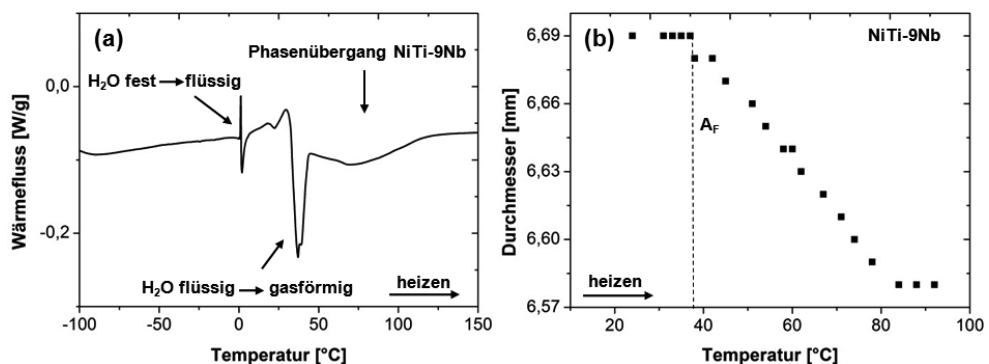 (a)
Phasenübergang NiTi-9Nb
H₂O fest → flüssig
H₂O flüssig → gasförmig
heizen
0,0
-0,2
Wärmefluss [W/g]
-100 -50 0 50 100 150
Temperatur [°C]
(b)
NiTi-9Nb
A_F
heizen
6,69
6,66
6,63
6,60
6,57
Durchmesser [mm]
20 40 60 80 100
Temperatur [°C]